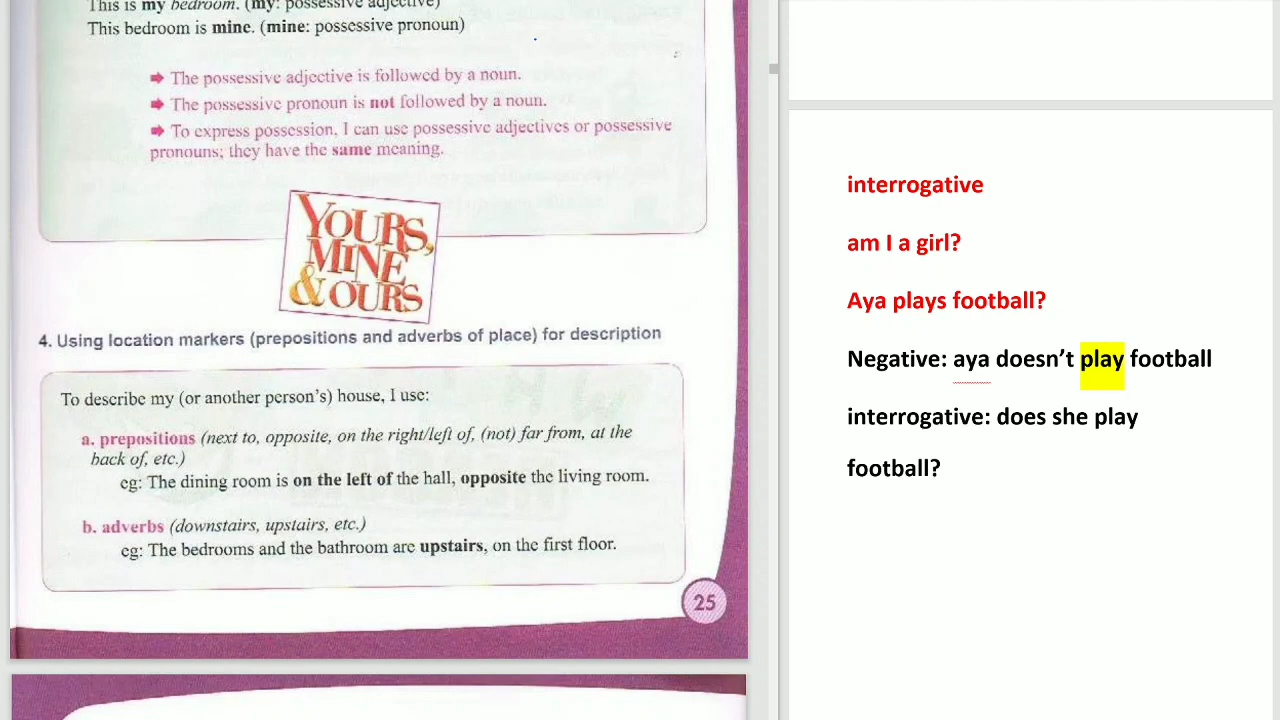 This is my bedroom. (my: possessive adjective)
This bedroom is mine. (mine: possessive pronoun)
The possessive adjective is followed by a noun.
The possessive pronoun is not followed by a noun.
To express possession, I can use possessive adjectives or possessive
pronouns; they have the same meaning.
YOURS,
MINE
& OURS
4. Using location markers (prepositions and adverbs of place) for description
To describe my (or another person's) house, I use:
a. prepositions (next to, opposite, on the right/left of, (not) far from, at the
back of, etc.)
eg: The dining room is on the left of the hall, opposite the living room.
b. adverbs (downstairs, upstairs, etc.)
eg: The bedrooms and the bathroom are upstairs, on the first floor.
25
interrogative
am I a girl?
Aya plays football?
Negative: aya doesn't play football
interrogative: does she play
football?